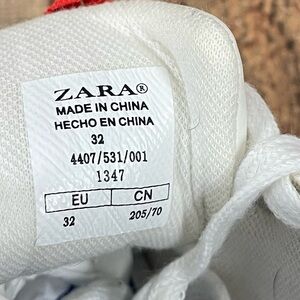 ZARA®
MADE IN CHINA
HECHO EN CHINA
32
4407/531/001
1347
EU CN
32 205/70